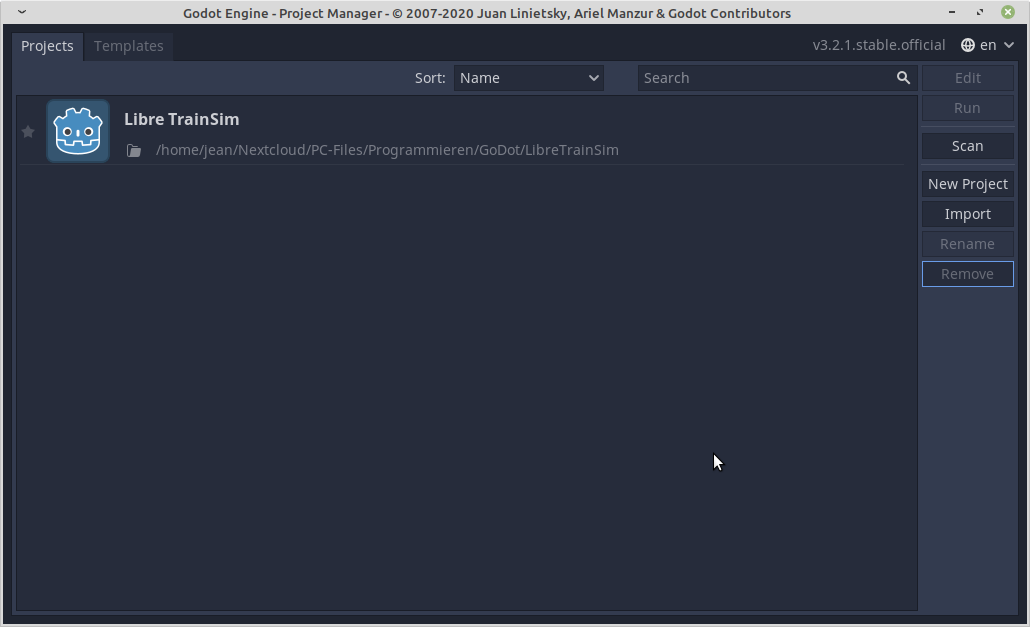 Godot Engine - Project Manager - © 2007-2020 Juan Linietsky, Ariel Manzur & Godot Contributors
Projects Templates v3.2.1.stable.official en
Sort: Name Search Edit
Run
Libre TrainSim
/home/jean/Nextcloud/PC-Files/Programmieren/GoDot/LibreTrainSim
Scan
New Project
Import
Rename
Remove